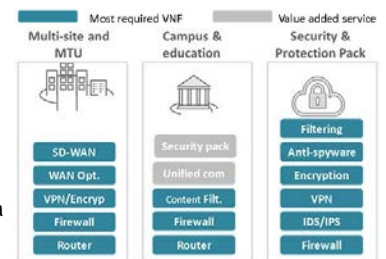 Most required VNF
Value added service
Multi-site and
MTU
SD-WAN
WAN Opt.
VPN/Encryp
Firewall
Router
Campus &
education
Security pack
Unified com
Content Filt.
Firewall
Router
Security &
Protection Pack
Filtering
Anti-spyware
Encryption
VPN
IDS/IPS
Firewall